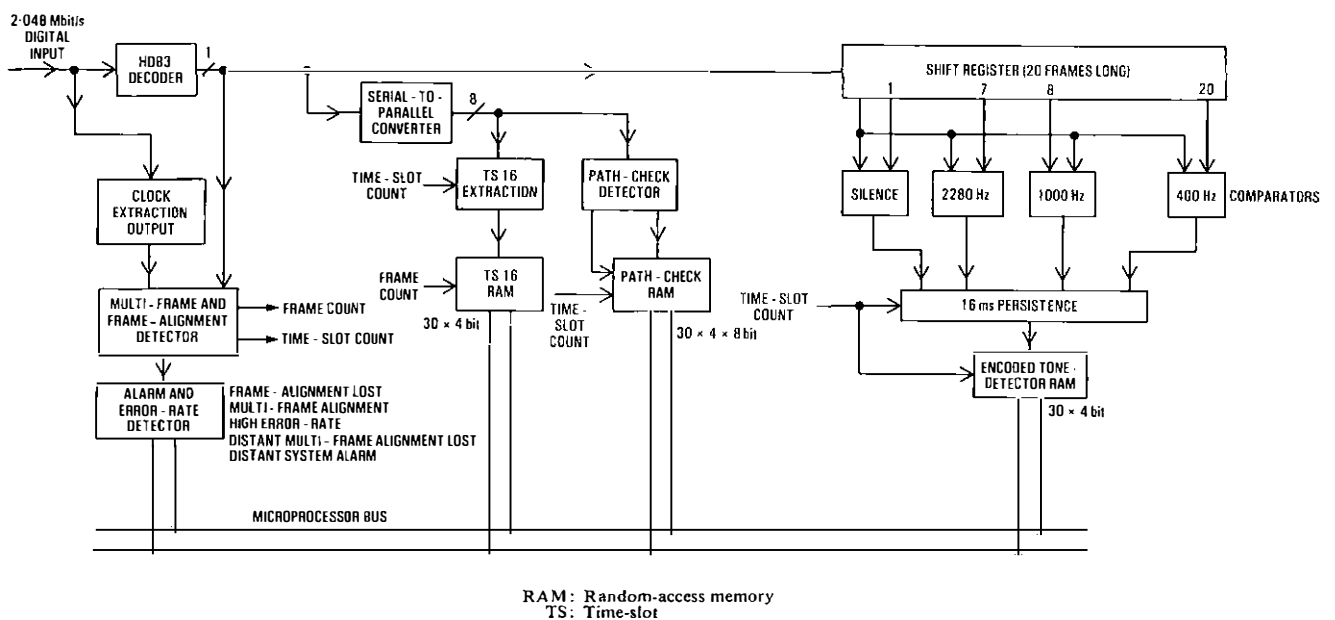 2·048 Mbit/s
DIGITAL
INPUT
HDB3
DECODER
1
SERIAL - TO -
PARALLEL
CONVERTER
8
SHIFT REGISTER (20 FRAMES LONG)
1
7
8
20
CLOCK
EXTRACTION
OUTPUT
TIME - SLOT
COUNT
TS 16
EXTRACTION
PATH - CHECK
DETECTOR
SILENCE
2280 Hz
1000 Hz
400 Hz
COMPARATORS
MULTI - FRAME AND
FRAME - ALIGNMENT
DETECTOR
FRAME COUNT
TIME - SLOT COUNT
FRAME
COUNT
TS 16
RAM
30 × 4 bit
TIME -
SLOT
COUNT
PATH - CHECK
RAM
30 × 4 × 8 bit
TIME - SLOT
COUNT
16 ms PERSISTENCE
ENCODED TONE -
DETECTOR RAM
30 × 4 bit
ALARM AND
ERROR - RATE
DETECTOR
FRAME - ALIGNMENT LOST
MULTI - FRAME ALIGNMENT
HIGH ERROR - RATE
DISTANT MULTI - FRAME ALIGNMENT LOST
DISTANT SYSTEM ALARM
MICROPROCESSOR BUS
RAM: Random-access memory
TS: Time-slot